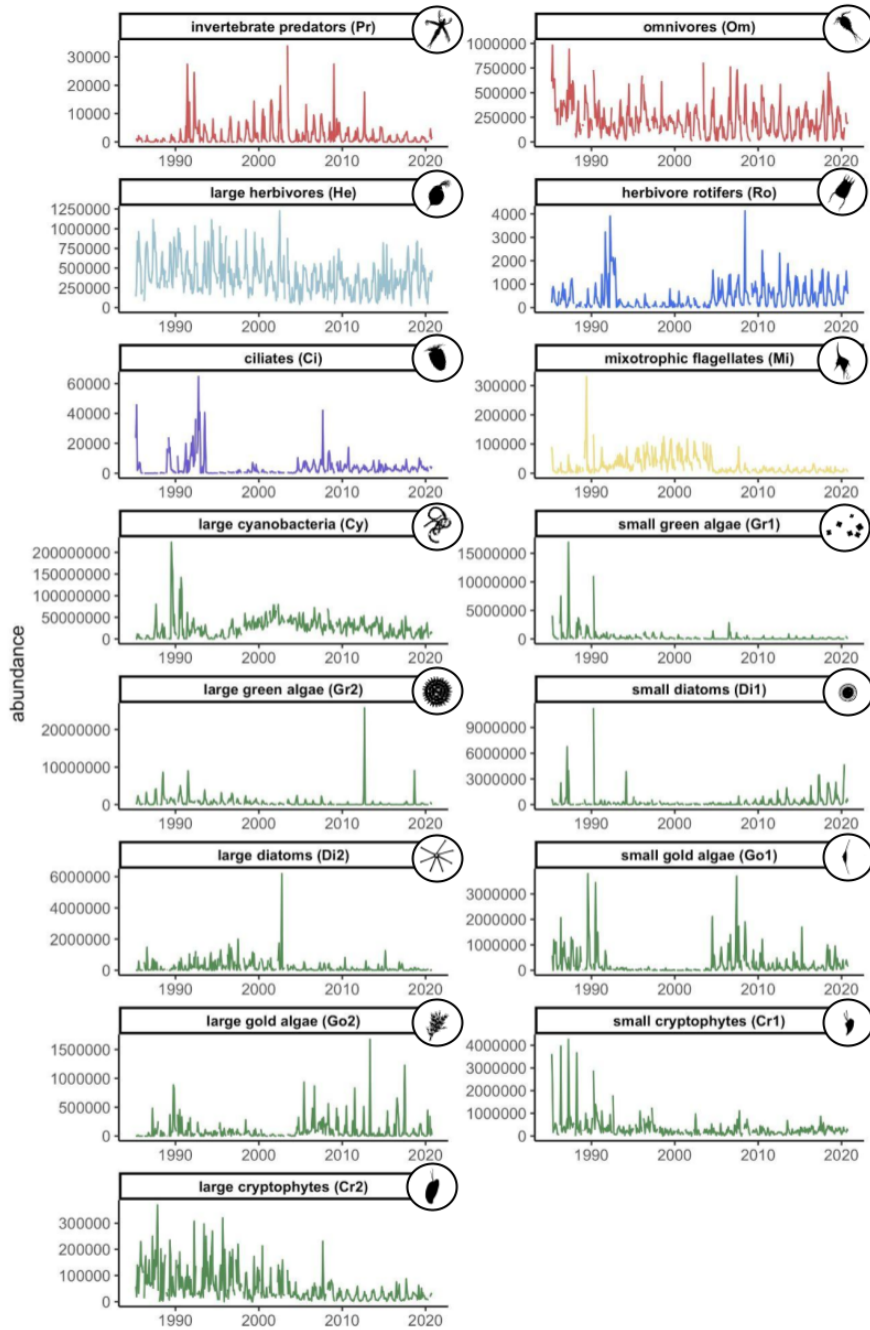 invertebrate predators (Pr)
30000
20000
10000
0
1990 2000 2010 2020
omnivores (Om)
1000000
750000
500000
250000
0
1990 2000 2010 2020
large herbivores (He)
1250000
1000000
750000
500000
250000
0
1990 2000 2010 2020
herbivore rotifers (Ro)
4000
3000
2000
1000
0
1990 2000 2010 2020
ciliates (Ci)
60000
40000
20000
0
1990 2000 2010 2020
mixotrophic flagellates (Mi)
300000
200000
100000
0
1990 2000 2010 2020
large cyanobacteria (Cy)
200000000
150000000
100000000
50000000
0
1990 2000 2010 2020
small green algae (Gr1)
15000000
10000000
5000000
0
1990 2000 2010 2020
abundance
large green algae (Gr2)
20000000
10000000
0
1990 2000 2010 2020
small diatoms (Di1)
9000000
6000000
3000000
0
1990 2000 2010 2020
large diatoms (Di2)
6000000
4000000
2000000
0
1990 2000 2010 2020
small gold algae (Go1)
3000000
2000000
1000000
0
1990 2000 2010 2020
large gold algae (Go2)
1500000
1000000
500000
0
1990 2000 2010 2020
small cryptophytes (Cr1)
4000000
3000000
2000000
1000000
0
1990 2000 2010 2020
large cryptophytes (Cr2)
300000
200000
100000
0
1990 2000 2010 2020